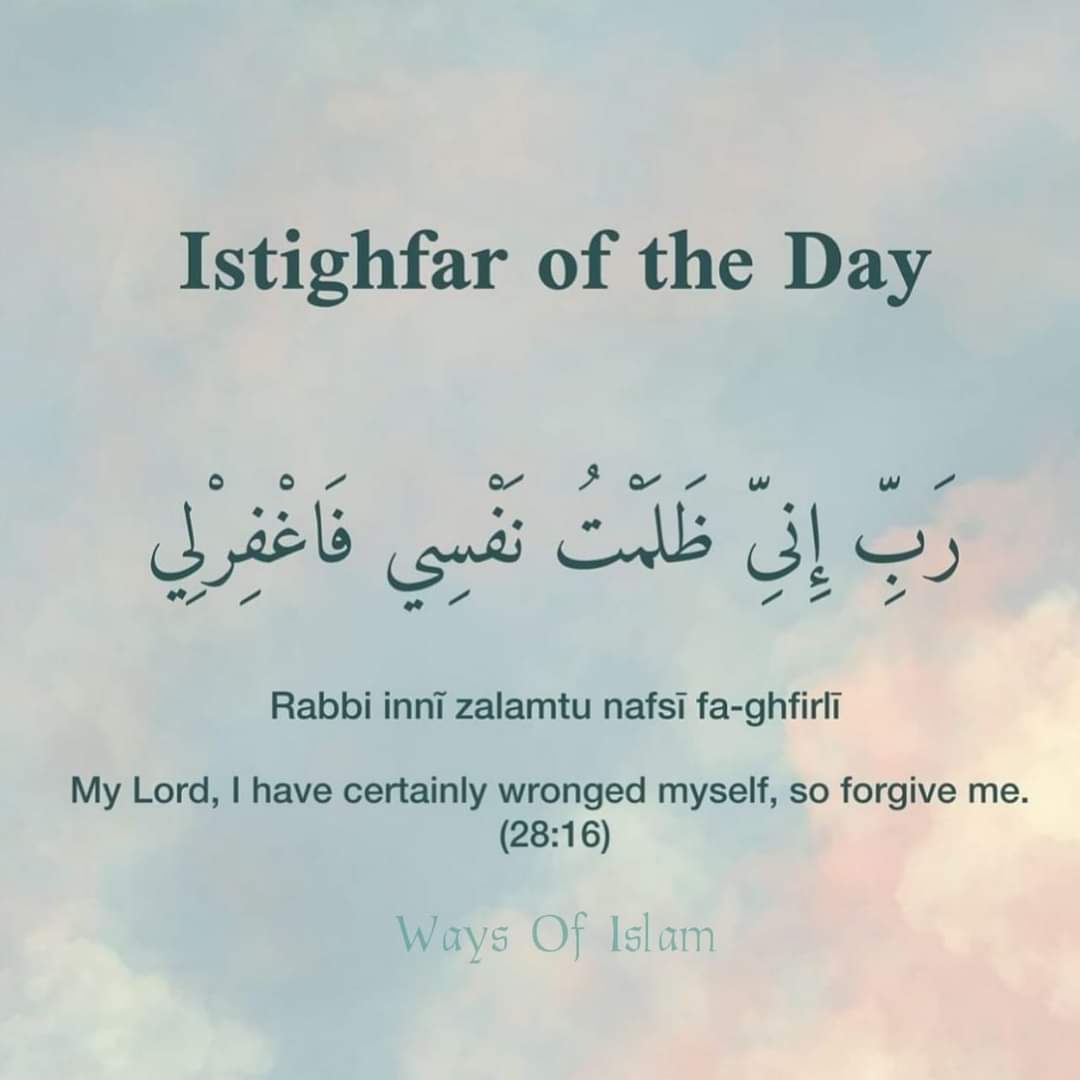 Istighfar of the Day
رَبِّ إِنِّي ظَلَمْتُ نَفْسِي فَاغْفِرْلِي
Rabbi innĩ zalamtu nafsī fa-ghfirlī
My Lord, I have certainly wronged myself, so forgive me.
(28:16)
Ways Of Islam